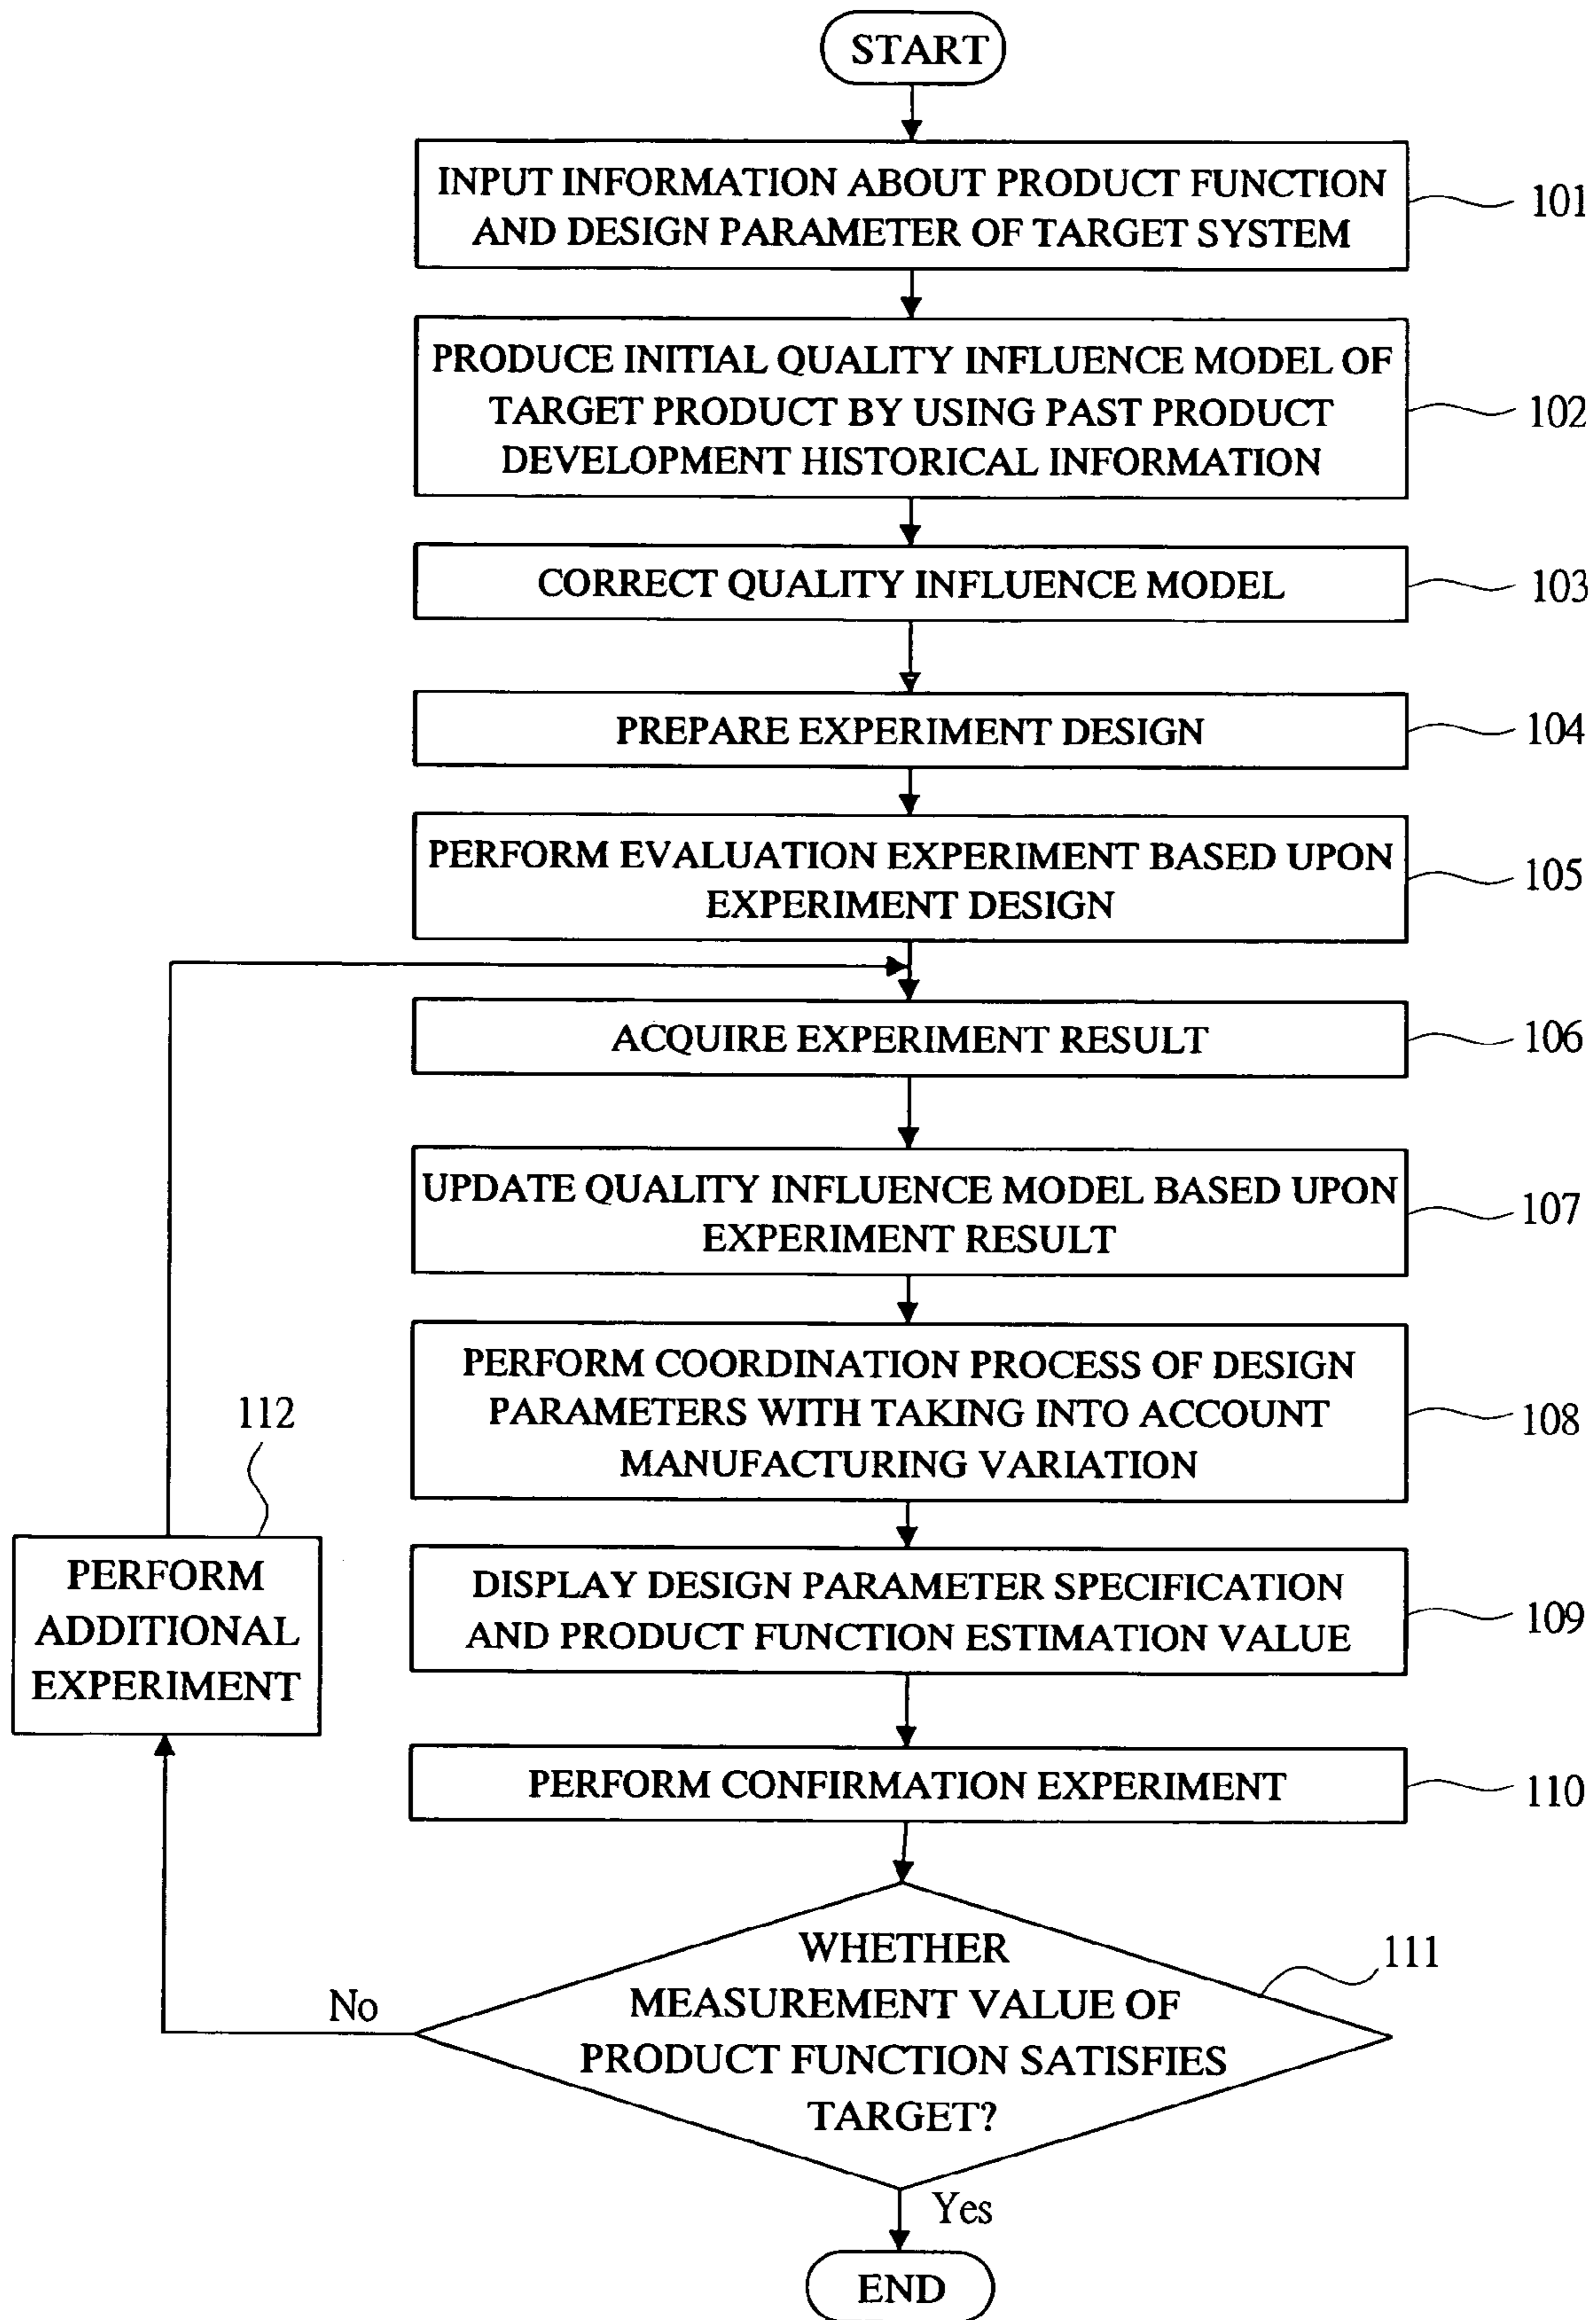 START
INPUT INFORMATION ABOUT PRODUCT FUNCTION
AND DESIGN PARAMETER OF TARGET SYSTEM
101
PRODUCE INITIAL QUALITY INFLUENCE MODEL OF
TARGET PRODUCT BY USING PAST PRODUCT
DEVELOPMENT HISTORICAL INFORMATION
102
CORRECT QUALITY INFLUENCE MODEL
103
PREPARE EXPERIMENT DESIGN
104
PERFORM EVALUATION EXPERIMENT BASED UPON
EXPERIMENT DESIGN
105
ACQUIRE EXPERIMENT RESULT
106
UPDATE QUALITY INFLUENCE MODEL BASED UPON
EXPERIMENT RESULT
107
PERFORM COORDINATION PROCESS OF DESIGN
PARAMETERS WITH TAKING INTO ACCOUNT
MANUFACTURING VARIATION
108
112
PERFORM
ADDITIONAL
EXPERIMENT
DISPLAY DESIGN PARAMETER SPECIFICATION
AND PRODUCT FUNCTION ESTIMATION VALUE
109
PERFORM CONFIRMATION EXPERIMENT
110
WHETHER
MEASUREMENT VALUE OF
PRODUCT FUNCTION SATISFIES
TARGET?
111
No
Yes
END